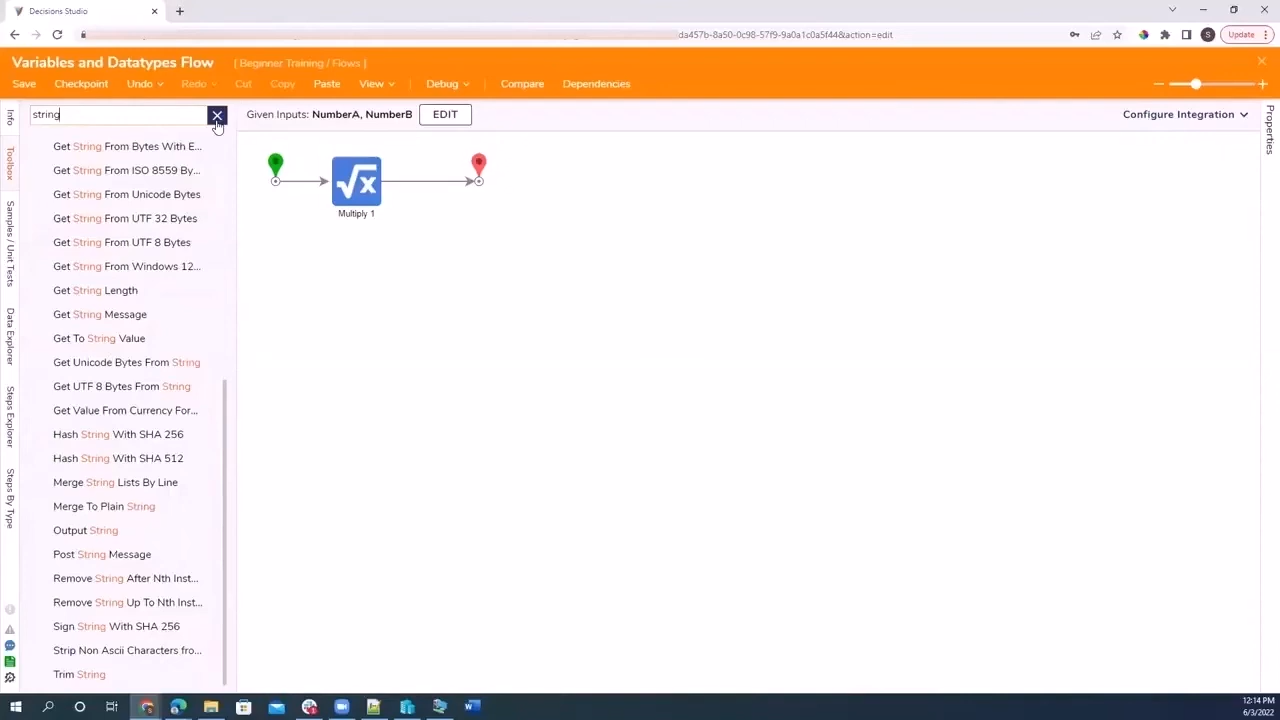 Decisions Studio
da457b-8a50-0c98-57f9-9a0a1c0a5f44&action=edit
Update
Variables and Datatypes Flow [ Beginner Training / Flows ]
Save Checkpoint Undo Redo Cut Copy Paste View Debug Compare Dependencies
Info
Toolbox
Samples / Unit Tests
Data Explorer
Steps Explorer
Steps By Type
string
Given Inputs: NumberA, NumberB EDIT
Configure Integration
Properties
Get String From Bytes With E...
Get String From ISO 8559 By...
Get String From Unicode Bytes
Get String From UTF 32 Bytes
Get String From UTF 8 Bytes
Get String From Windows 12...
Get String Length
Get String Message
Get To String Value
Get Unicode Bytes From String
Get UTF 8 Bytes From String
Get Value From Currency For...
Hash String With SHA 256
Hash String With SHA 512
Merge String Lists By Line
Merge To Plain String
Output String
Post String Message
Remove String After Nth Inst...
Remove String Up To Nth Inst...
Sign String With SHA 256
Strip Non Ascii Characters fro...
Trim String
√x
Multiply 1
S
12:14 PM
6/3/2022